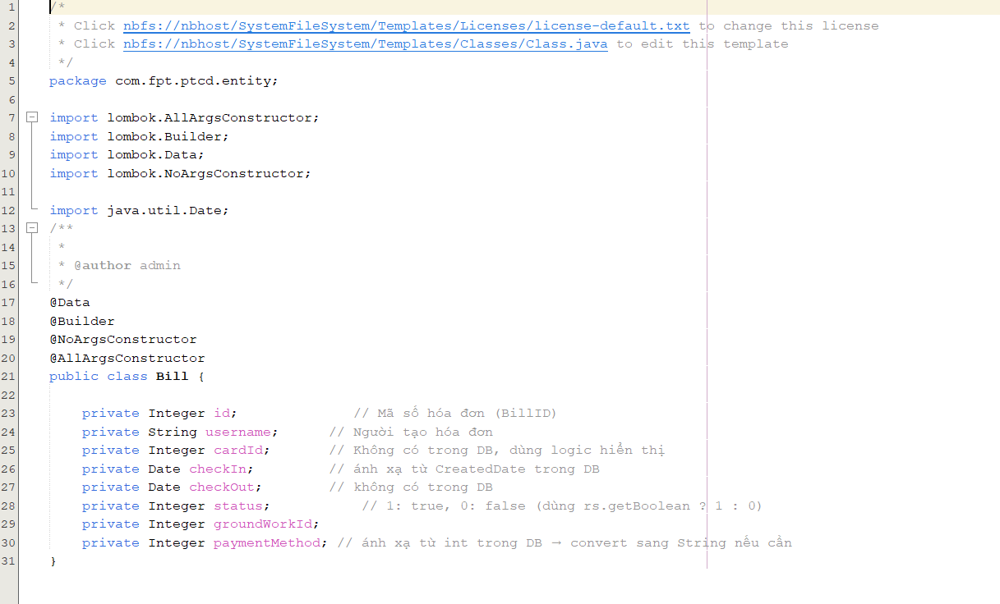 1 /*
2  * Click nbfs://nbhost/SystemFileSystem/Templates/Licenses/license-default.txt to change this license
3  * Click nbfs://nbhost/SystemFileSystem/Templates/Classes/Class.java to edit this template
4  */
5 package com.fpt.ptcd.entity;
6
7 import lombok.AllArgsConstructor;
8 import lombok.Builder;
9 import lombok.Data;
10 import lombok.NoArgsConstructor;
11
12 import java.util.Date;
13 /**
14  *
15  * @author admin
16  */
17 @Data
18 @Builder
19 @NoArgsConstructor
20 @AllArgsConstructor
21 public class Bill {
22
23     private Integer id;              // Mã số hóa đơn (BillID)
24     private String username;      // Người tạo hóa đơn
25     private Integer cardId;       // Không có trong DB, dùng logic hiển thị
26     private Date checkIn;         // ánh xạ từ CreatedDate trong DB
27     private Date checkOut;        // không có trong DB
28     private Integer status;           // 1: true, 0: false (dùng rs.getBoolean ? 1 : 0)
29     private Integer groundWorkId;
30     private Integer paymentMethod; // ánh xạ từ int trong DB → convert sang String nếu cần
31 }